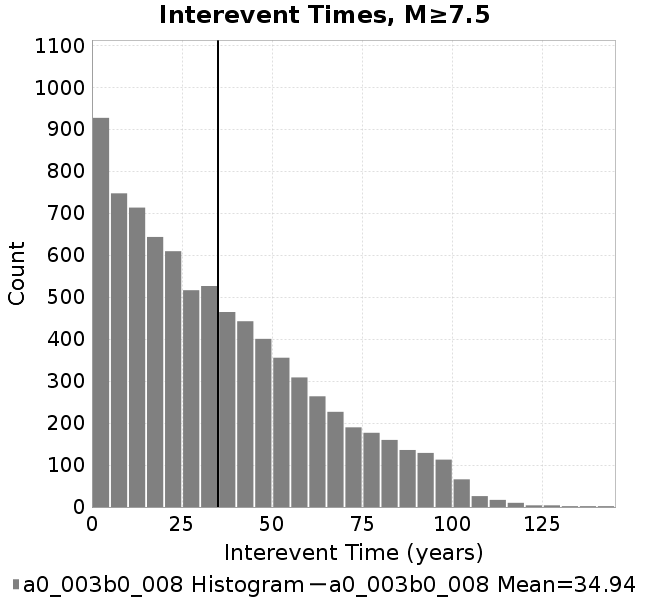 Interevent Times, M≥7.5
1100
1000
900
800
700
600
500
400
300
200
100
0
Count
0 25 50 75 100 125
Interevent Time (years)
a0_003b0_008 Histogram a0_003b0_008 Mean=34.94